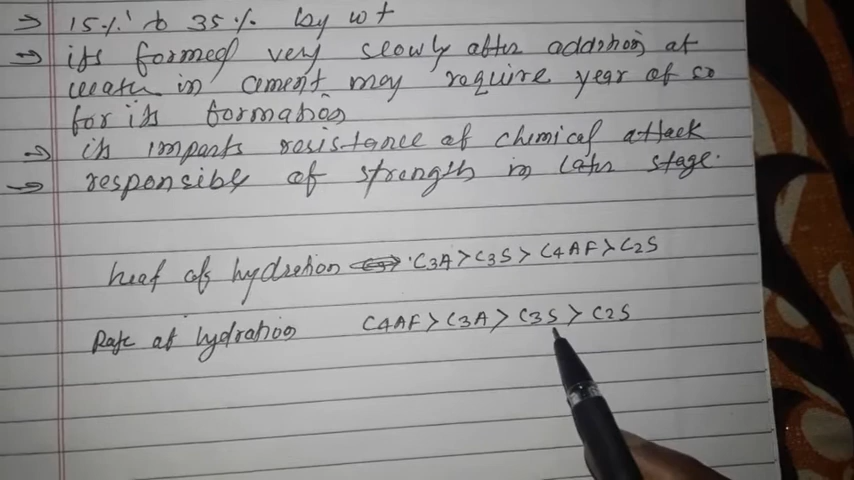 ⇒ 15% to 35% by wt
⇒ its formed very slowly after addition of
water in cement may require year of so
for its formation
⇒ it imparts resistance of chemical attack
⇒ responsible of strength in later stage.
heat of hydration ⇔ C3A > C3S > C4AF > C2S
Rate of hydration C4AF > C3A > C3S > C2S